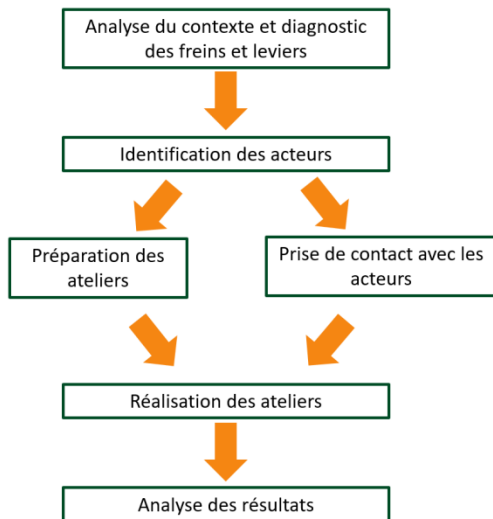 Analyse du contexte et diagnostic
des freins et leviers
Identification des acteurs
Préparation des
ateliers
Prise de contact avec les
acteurs
Réalisation des ateliers
Analyse des résultats